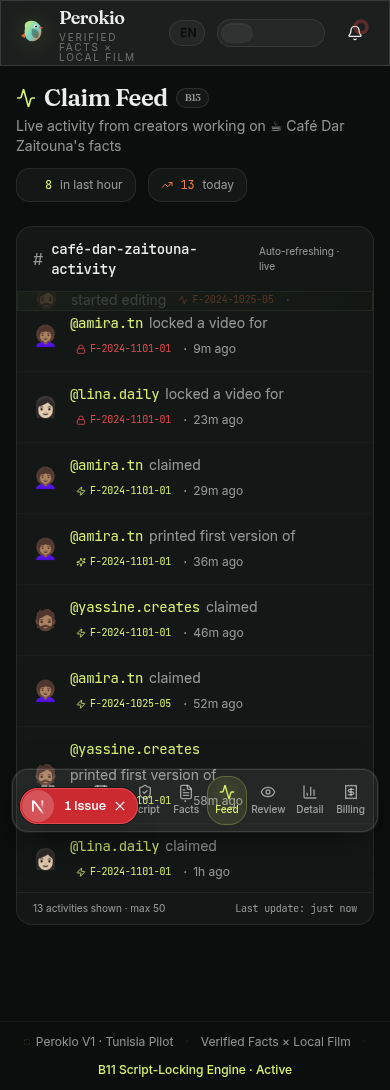 Perokio
VERIFIED
FACTS ×
LOCAL FILM
EN
Claim Feed
B13
Live activity from creators working on ☕ Café Dar
Zaitouna's facts
8 in last hour
13 today
# café-dar-zaitouna-
activity
Auto-refreshing ·
live
started editing F-2024-1025-05 ·
@amira.tn locked a video for
F-2024-1101-01 · 9m ago
@lina.daily locked a video for
F-2024-1101-01 · 23m ago
@amira.tn claimed
F-2024-1101-01 · 29m ago
@amira.tn printed first version of
F-2024-1101-01 · 36m ago
@yassine.creates claimed
F-2024-1101-01 · 46m ago
@amira.tn claimed
F-2024-1025-05 · 52m ago
@yassine.creates
printed first version of
01-01 · 58m ago
N 1 Issue ×
cript
Facts
Feed
Review
Detail
Billing
@lina.daily claimed
F-2024-1101-01 · 1h ago
13 activities shown · max 50
Last update: just now
Perokio V1 · Tunisia Pilot · Verified Facts × Local Film ·
B11 Script-Locking Engine · Active